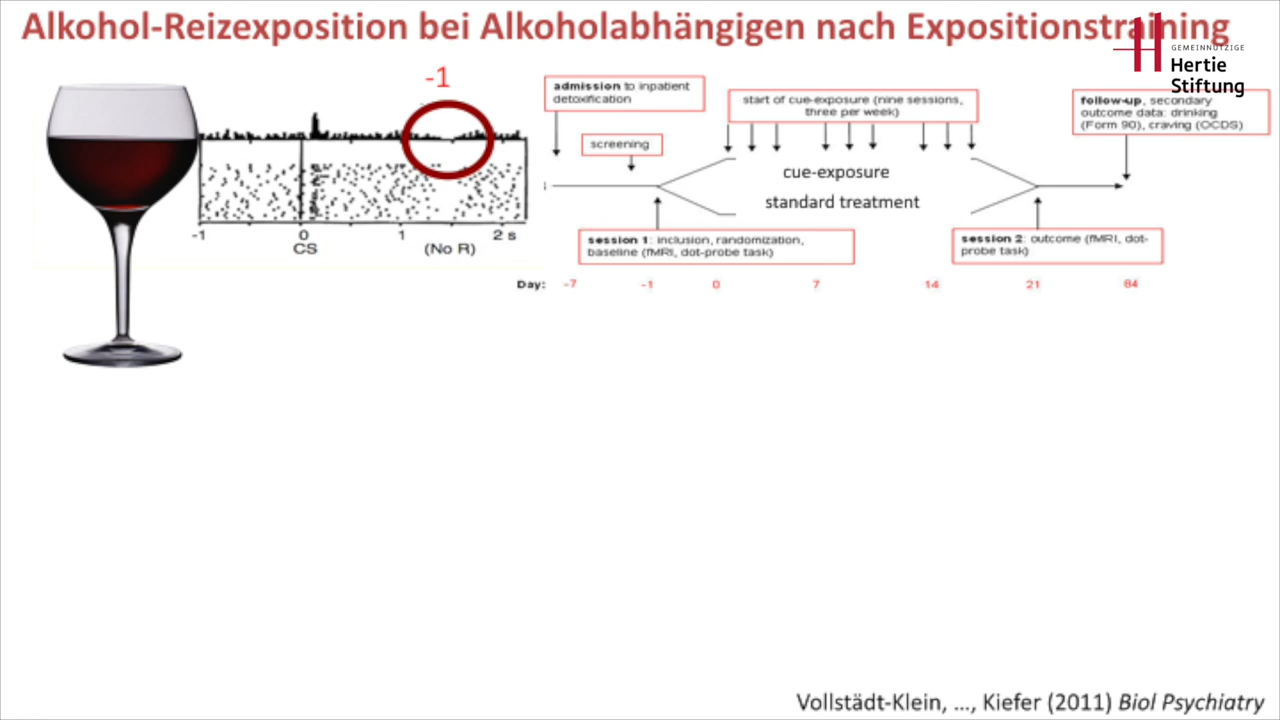 Alkohol-Reizexposition bei Alkoholabhängigen nach Expositionstraining
GEMEINNÜTZIGE
Hertie
Stiftung
-1
-1
0
1
2 s
CS
(No R)
admission to inpatient
detoxification
screening
start of cue-exposure (nine sessions,
three per week)
follow-up, secondary
outcome data: drinking
(Form 90), craving (OCDS)
cue-exposure
standard treatment
session 1: inclusion, randomization,
baseline (fMRI, dot-probe task)
session 2: outcome (fMRI, dot-
probe task)
Day: -7 -1 0 7 14 21 84
Vollstädt-Klein, ..., Kiefer (2011) Biol Psychiatry